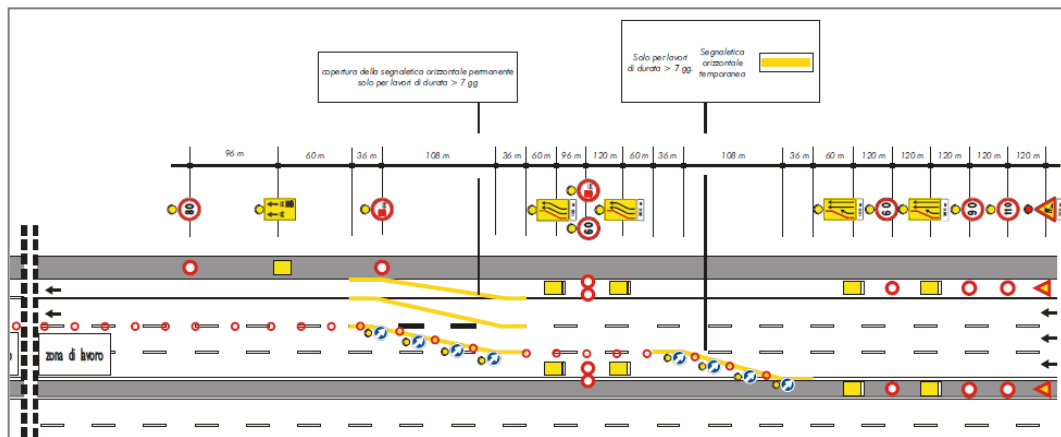 copertura della segnaletica orizzontale permanente
solo per lavori di durata > 7 gg
Solo per lavori
di durata > 7 gg.
Segnaletica
orizzontale
temporanea
96 m
60 m
36 m
108 m
36 m
60 m
96 m
120 m
60 m
36 m
108 m
36 m
60 m
120 m
120 m
120 m
120 m
120 m
80
60
60
90
110
zona di lavoro